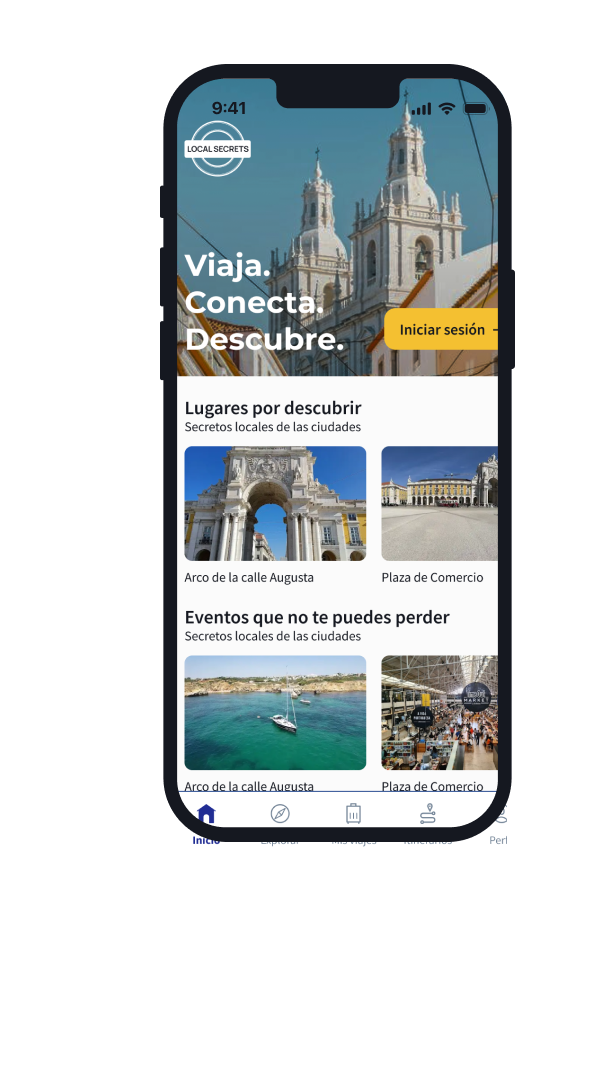 9:41
LOCAL SECRETS
Viaja.
Conecta.
Descubre.
Iniciar sesión
Lugares por descubrir
Secretos locales de las ciudades
Arco de la calle Augusta
Plaza de Comercio
Eventos que no te puedes perder
Secretos locales de las ciudades
MARKET
Arco de la calle Augusta
Plaza de Comercio
Inicio
Explorar
Mis viajes
Itinerarios
Perl